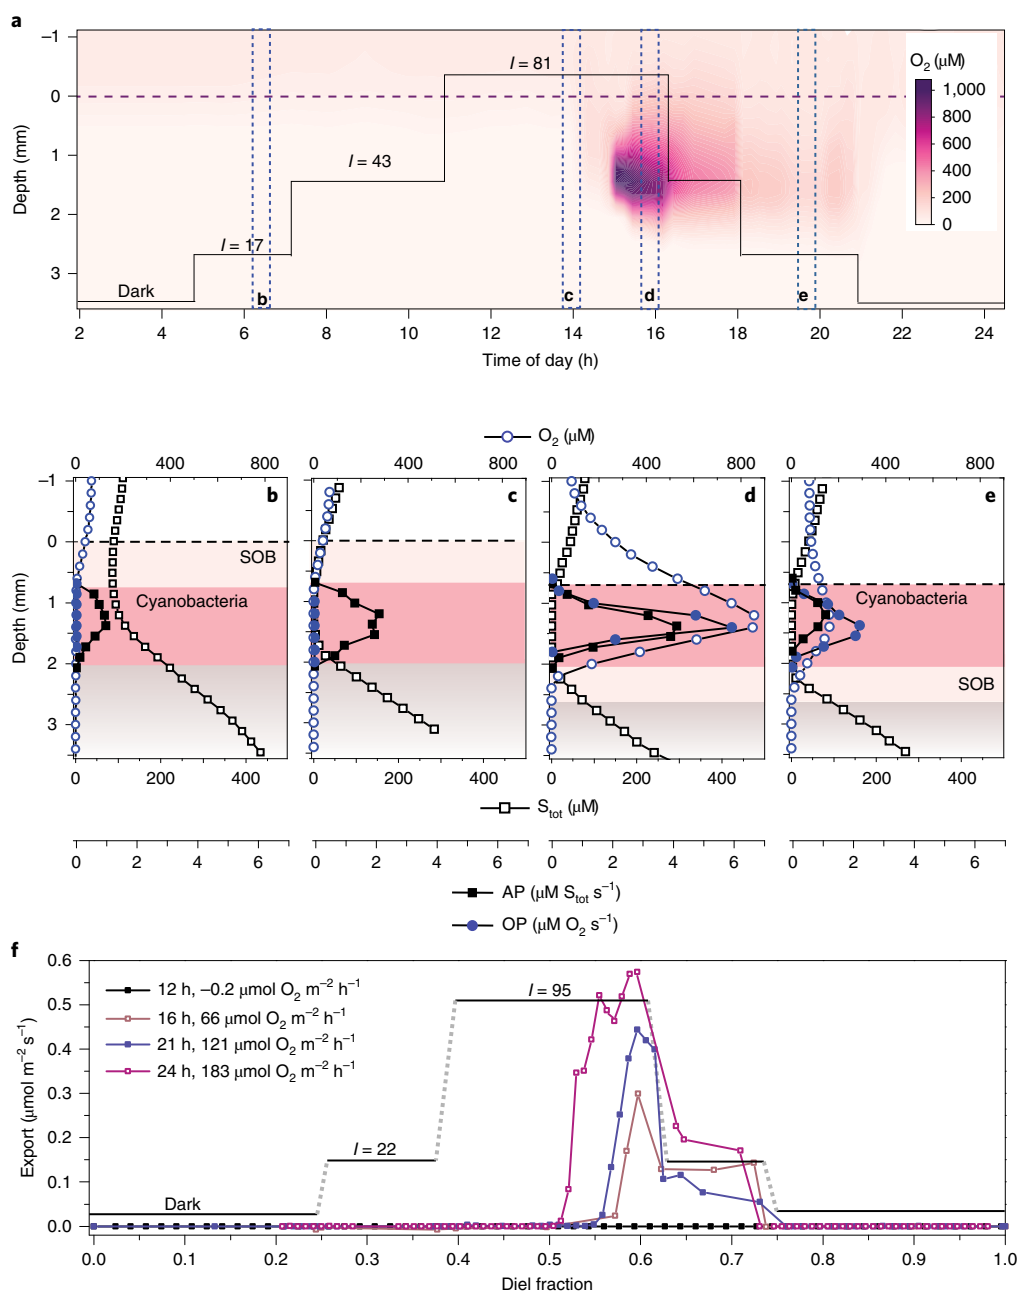 a
−1
0
1
2
3
Depth (mm)
I = 81
I = 43
I = 17
Dark
b
c
d
e
O2 (μM)
1,000
800
600
400
200
0
2 4 6 8 10 12 14 16 18 20 22 24
Time of day (h)
O2 (μM)
0 400 800 0 400 800 0 400 800 0 400 800
−1
0
1
2
3
Depth (mm)
b
c
d
e
SOB
Cyanobacteria
Cyanobacteria
SOB
0 200 400 0 200 400 0 200 400 0 200 400
Stot (μM)
0 2 4 6 0 2 4 6 0 2 4 6 0 2 4 6
AP (μM Stot s−1)
OP (μM O2 s−1)
f
0.6
0.5
0.4
0.3
0.2
0.1
0.0
Export (μmol m−2 s−1)
12 h, −0.2 μmol O2 m−2 h−1
16 h, 66 μmol O2 m−2 h−1
21 h, 121 μmol O2 m−2 h−1
24 h, 183 μmol O2 m−2 h−1
I = 95
I = 22
Dark
0.0 0.1 0.2 0.3 0.4 0.5 0.6 0.7 0.8 0.9 1.0
Diel fraction